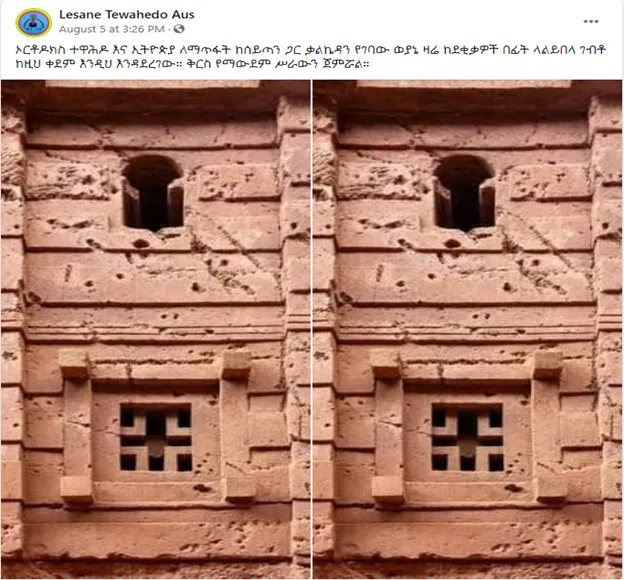 Lesane Tewahedo Aus
August 5 at 3:26 PM ·
ኦርቶዶክስ ተዋሕዶ እና ኢትዮጵያ ለማጥፋት ከሰይጣን ጋር ቃልኪዳን የገባው ወያኔ ዛሬ ከደቂቃዎች በፊት ላልይበላ ገብቶ
ከዚህ ቀደም እንዲህ እንዳደረገው። ቅርስ የማውደም ሥራውን ጀምሯል።